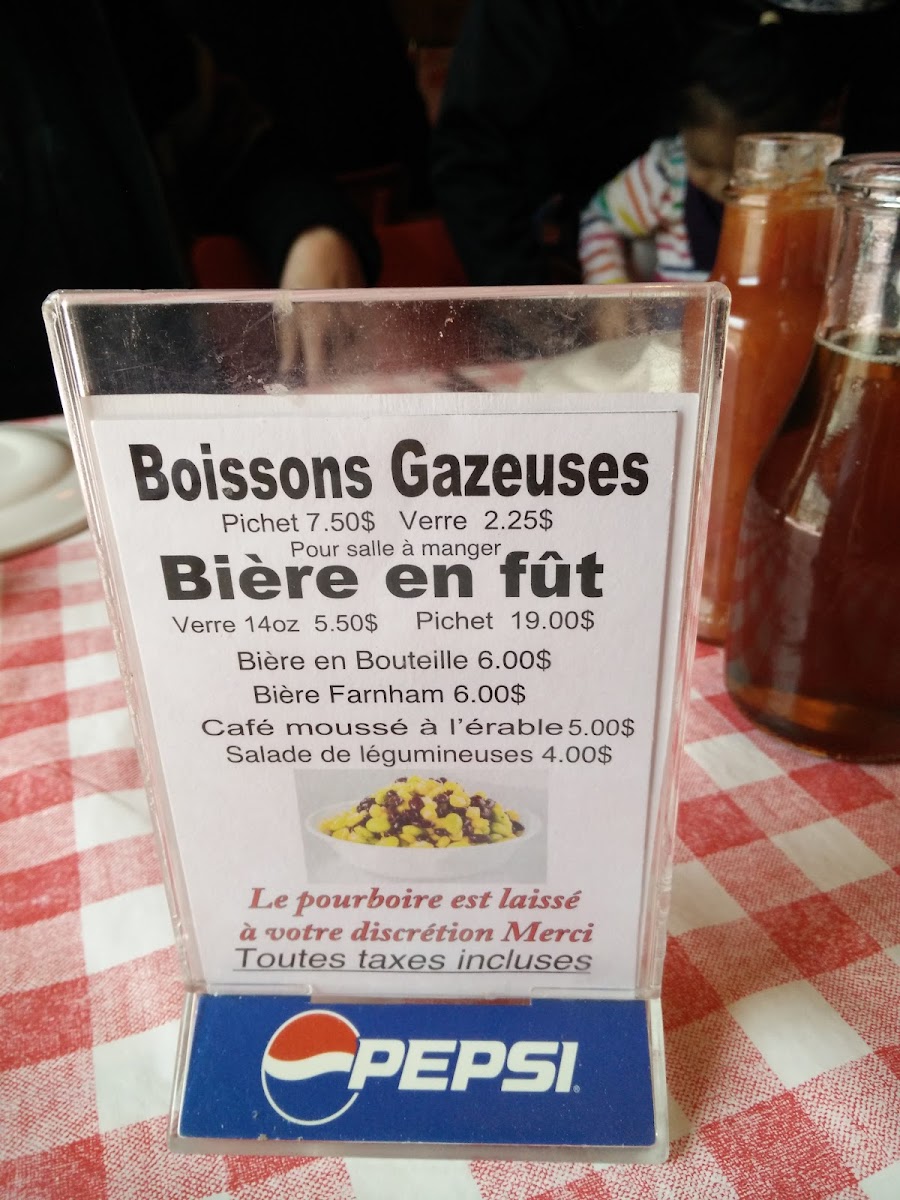 Boissons Gazeuses
Pichet 7.50$ Verre 2.25$
Pour salle à manger
Bière en fût
Verre 14oz 5.50$ Pichet 19.00$
Bière en Bouteille 6.00$
Bière Farnham 6.00$
Café moussé à l'érable 5.00$
Salade de légumineuses 4.00$
Le pourboire est laissé
à votre discrétion Merci
Toutes taxes incluses
PEPSI